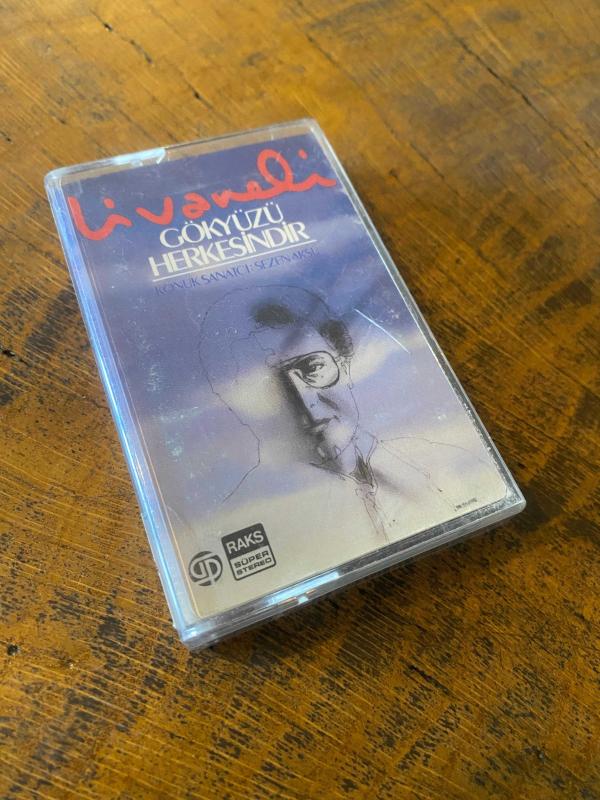 Livaneli
GÖKYÜZÜ
HERKESİNDİR
KONUK SANATÇI: SEZEN AKSU
RAKS
SÜPER
STEREO